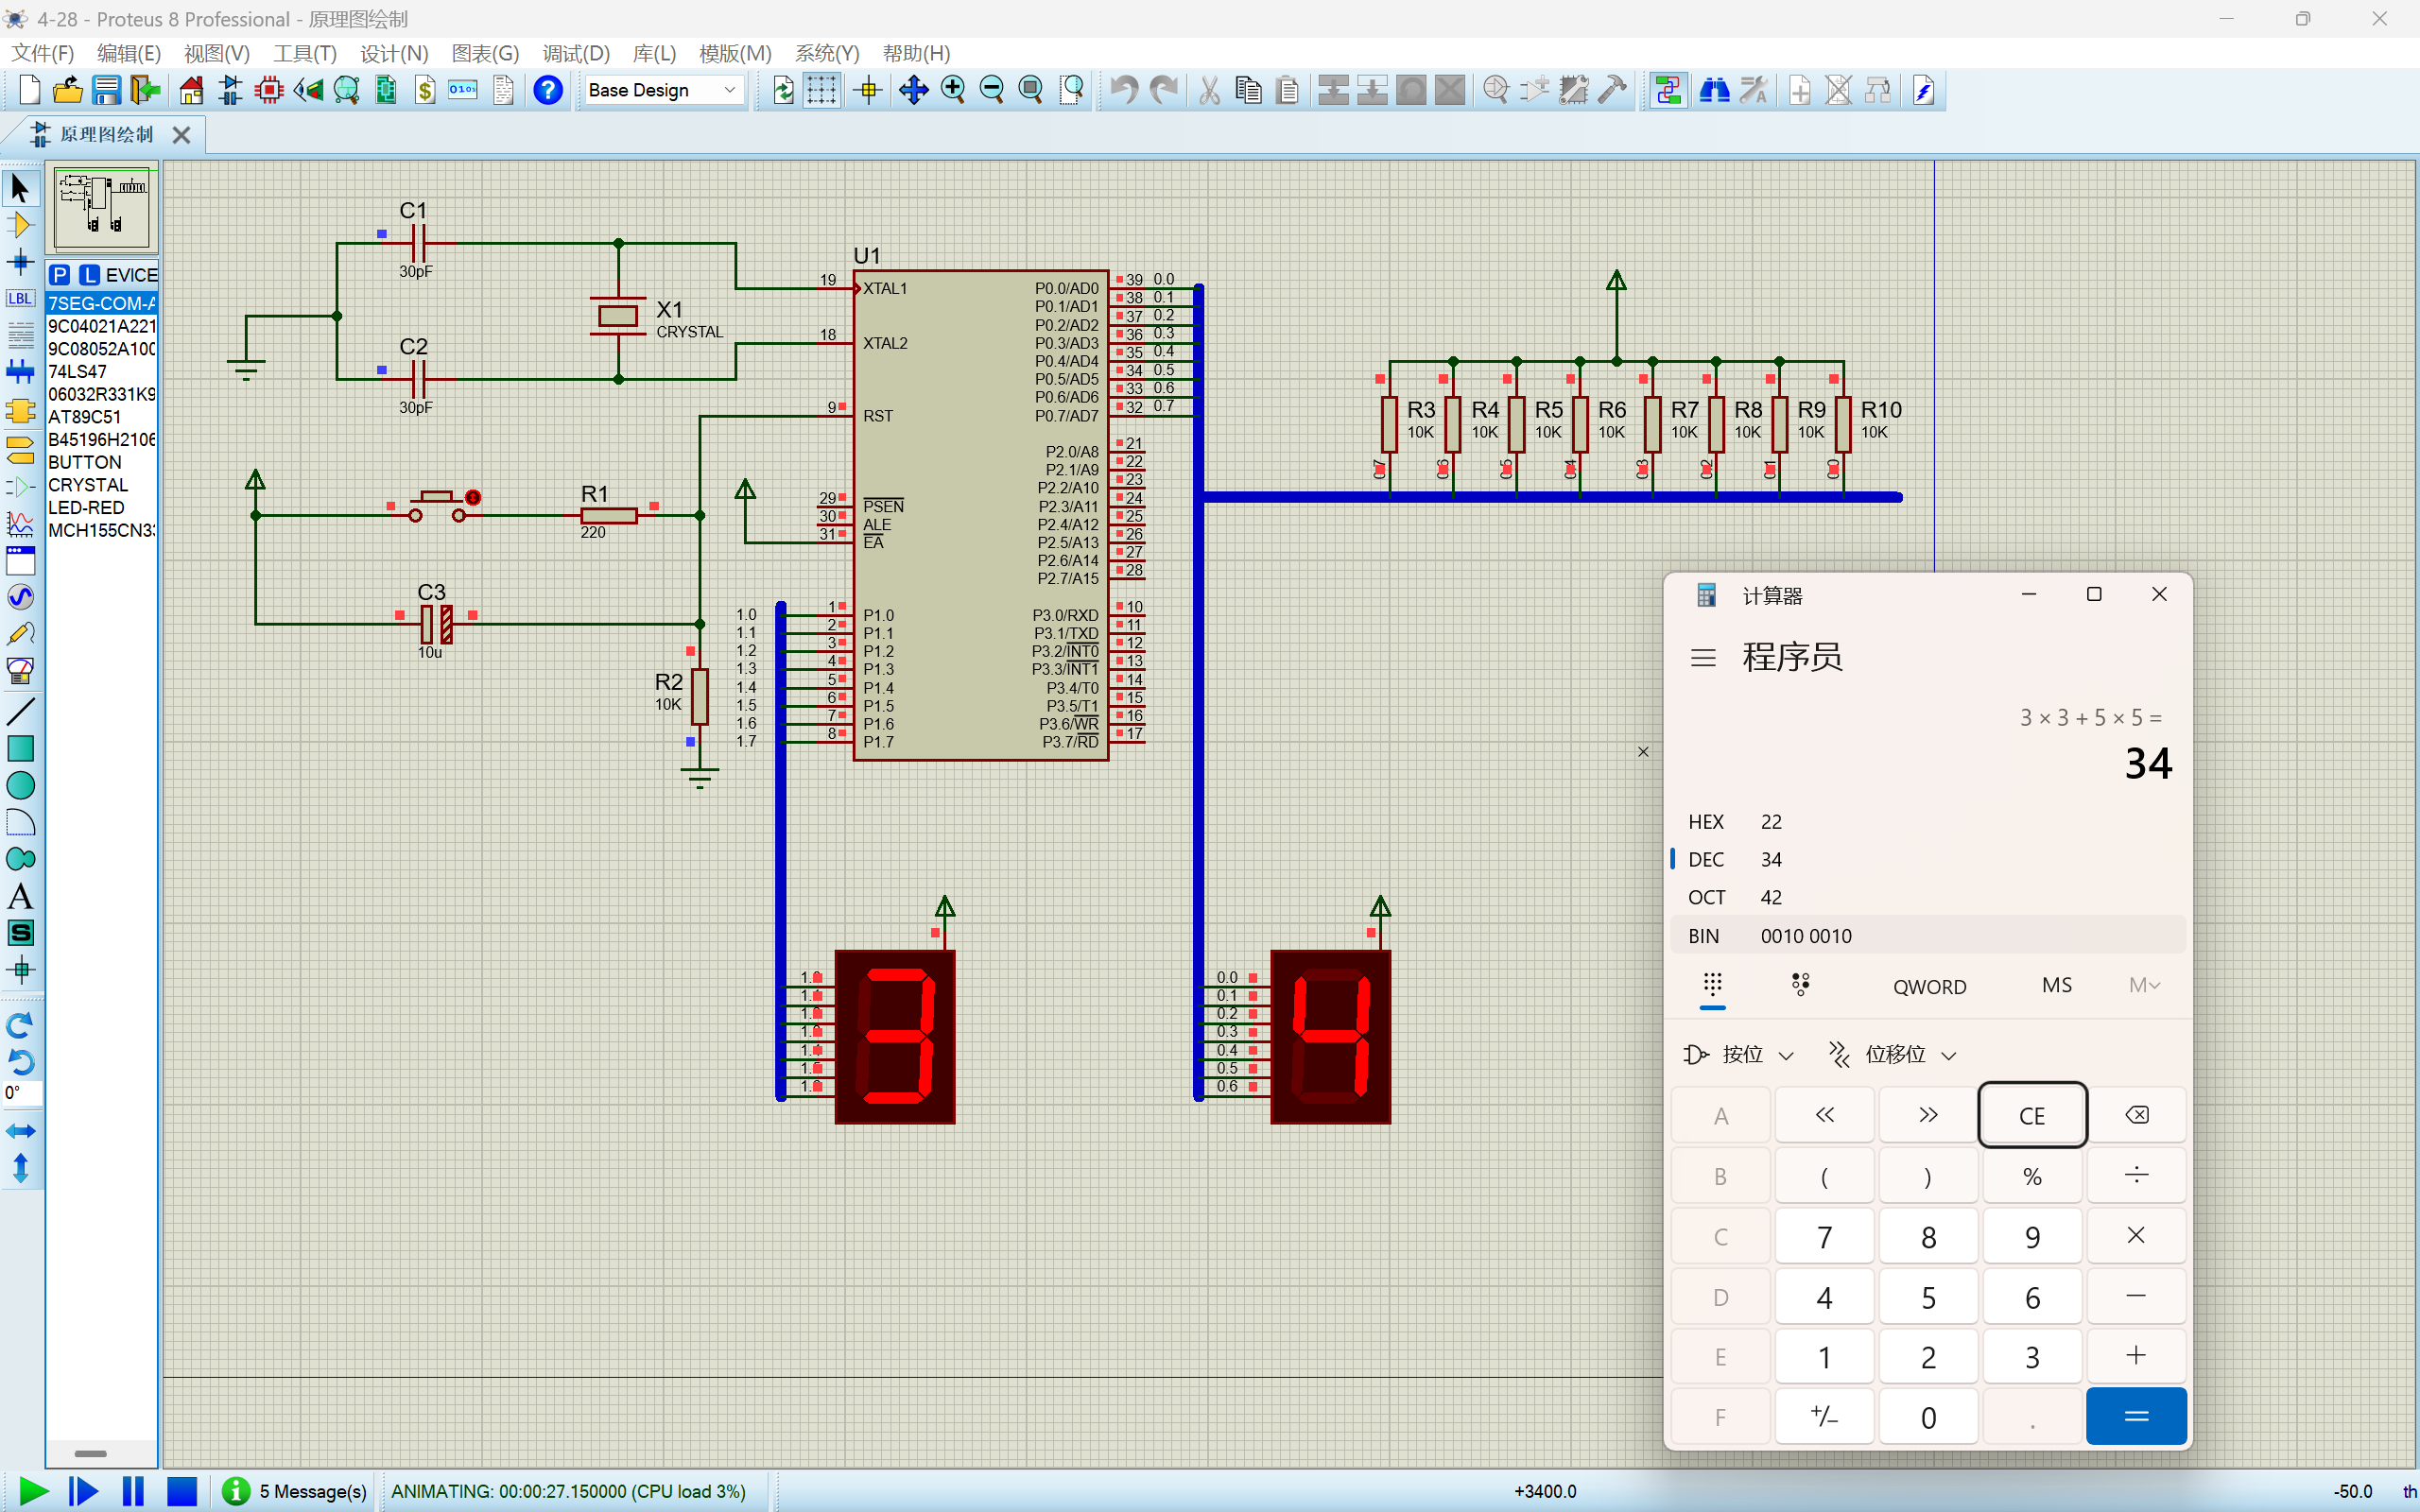 4-28 - Proteus 8 Professional - 原理图绘制
文件(F) 编辑(E) 视图(V) 工具(T) 设计(N) 图表(G) 调试(D) 库(L) 模版(M) 系统(Y) 帮助(H)
Base Design
原理图绘制
P L EVICE
LBL
7SEG-COM-A
9C04021A221
9C08052A100
74LS47
06032R331K9
AT89C51
B45196H2106
BUTTON
CRYSTAL
LED-RED
MCH155CN33
0°
C1
30pF
C2
30pF
X1
CRYSTAL
R1
220
C3
10u
R2
10K
U1
19 XTAL1
18 XTAL2
9 RST
29 PSEN
30 ALE
31 EA
1.0 1 P1.0
1.1 2 P1.1
1.2 3 P1.2
1.3 4 P1.3
1.4 5 P1.4
1.5 6 P1.5
1.6 7 P1.6
1.7 8 P1.7
P0.0/AD0 39 0.0
P0.1/AD1 38 0.1
P0.2/AD2 37 0.2
P0.3/AD3 36 0.3
P0.4/AD4 35 0.4
P0.5/AD5 34 0.5
P0.6/AD6 33 0.6
P0.7/AD7 32 0.7
P2.0/A8 21
P2.1/A9 22
P2.2/A10 23
P2.3/A11 24
P2.4/A12 25
P2.5/A13 26
P2.6/A14 27
P2.7/A15 28
P3.0/RXD 10
P3.1/TXD 11
P3.2/INT0 12
P3.3/INT1 13
P3.4/T0 14
P3.5/T1 15
P3.6/WR 16
P3.7/RD 17
R3 R4 R5 R6 R7 R8 R9 R10
10K 10K 10K 10K 10K 10K 10K 10K
3
0.0
0.1
0.2
0.3
0.4
0.5
0.6
4
计算器
程序员
3 × 3 + 5 × 5 =
34
HEX 22
DEC 34
OCT 42
BIN 0010 0010
QWORD MS M
按位 位移位
A « » CE
B ( ) % ÷
C 7 8 9 ×
D 4 5 6 −
E 1 2 3 +
F +/− 0 . =
5 Message(s) ANIMATING: 00:00:27.150000 (CPU load 3%) +3400.0 -50.0 th